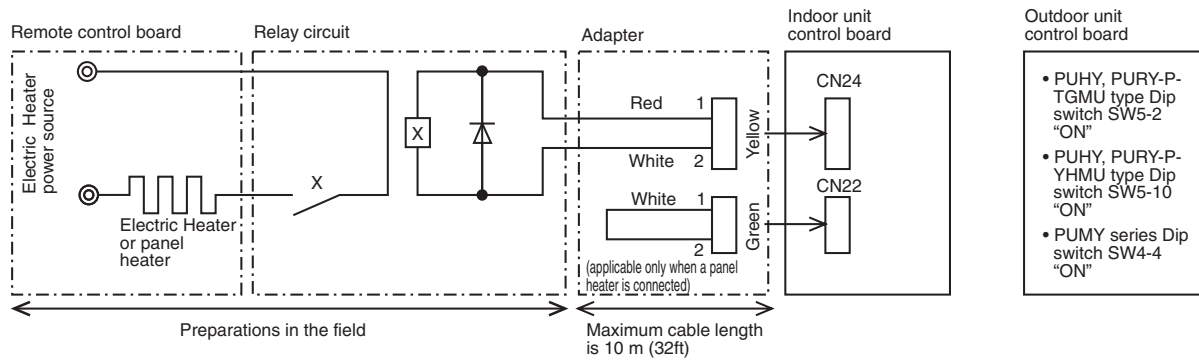 Remote control board
Relay circuit
Adapter
Indoor unit
control board
Outdoor unit
control board
Electric Heater
power source
Electric Heater
or panel
heater
X
X
Red 1
White 2
Yellow
White 1
2
Green
(applicable only when a panel
heater is connected)
CN24
CN22
• PUHY, PURY-P-
TGMU type Dip
switch SW5-2
“ON”
• PUHY, PURY-P-
YHMU type Dip
switch SW5-10
“ON”
• PUMY series Dip
switch SW4-4
“ON”
Preparations in the field
Maximum cable length
is 10 m (32ft)